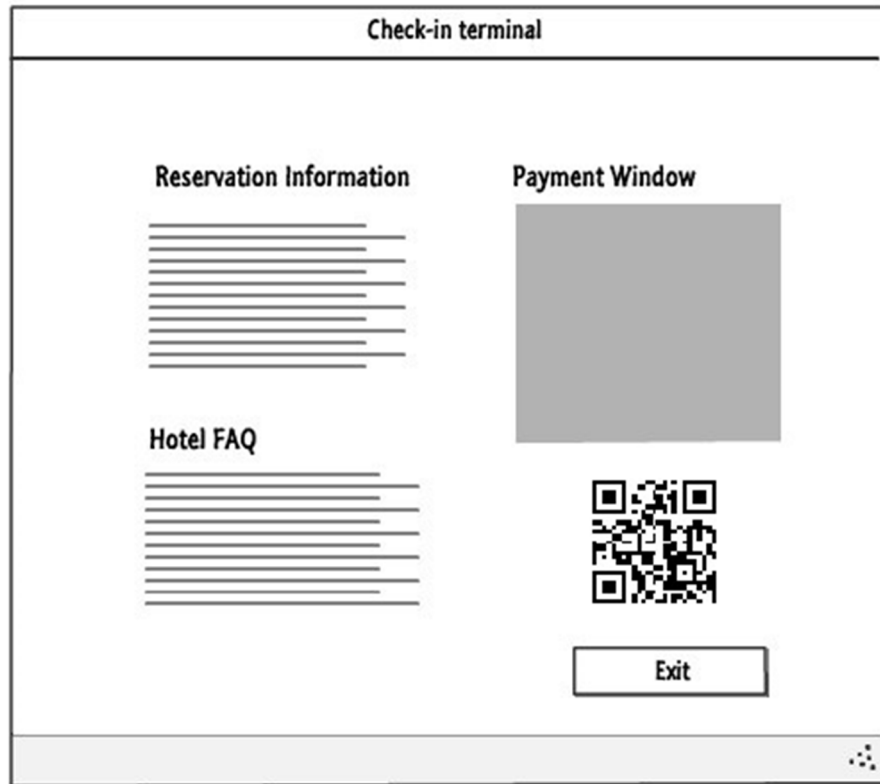 Check-in terminal
Reservation Information
Payment Window
Hotel FAQ
Exit